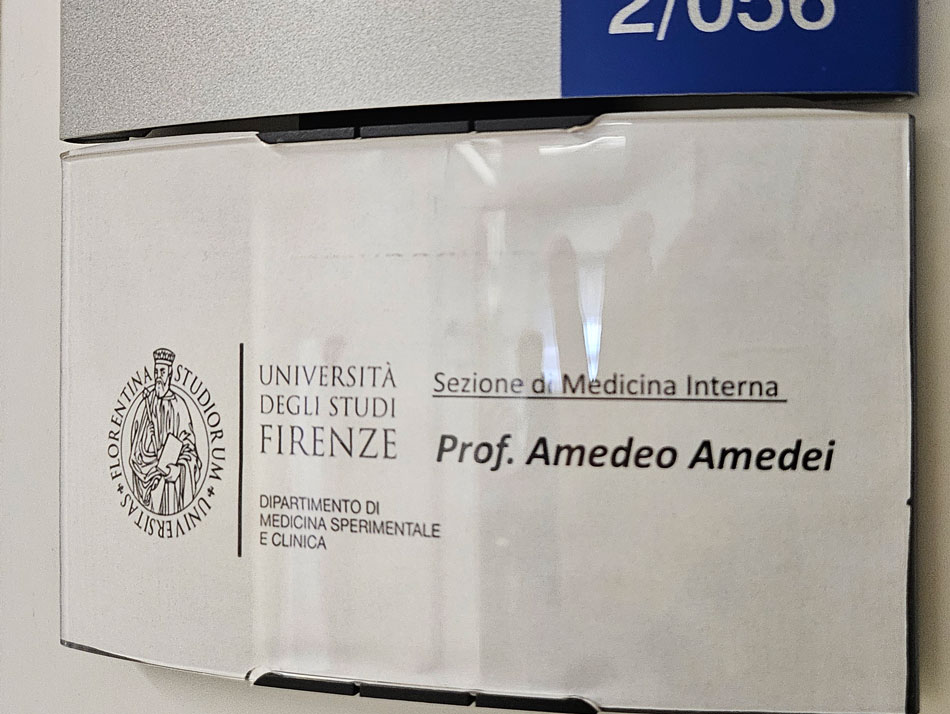 2/056
FLORENTINA STUDIORUM UNIVERSITAS
UNIVERSITÀ
DEGLI STUDI
FIRENZE
DIPARTIMENTO DI
MEDICINA SPERIMENTALE
E CLINICA
Sezione di Medicina Interna
Prof. Amedeo Amedei